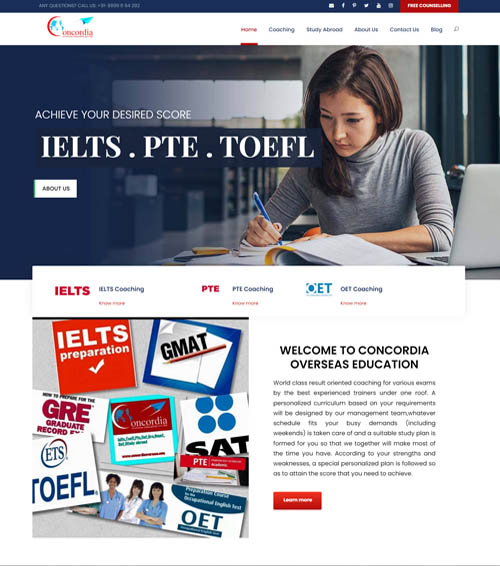 ANY QUESTIONS? CALL US: +91-9999 6 54 292
FREE COUNSELLING
Concordia
Home Coaching Study Abroad About Us Contact Us Blog
ACHIEVE YOUR DESIRED SCORE
IELTS . PTE . TOEFL
ABOUT US
IELTS
IELTS Coaching
Know more
PTE
PTE Coaching
Know more
OET
OET Coaching
Know more
IELTS
preparation
GMAT
HOW TO PREPARE FOR THE
GRE
GRADUATE
RECORD EX
Concordia
SAT
ETS
TOEFL
PTE
Academic
Preparation Course
for the
Occupational English Test
OET
WELCOME TO CONCORDIA
OVERSEAS EDUCATION
World class result oriented coaching for various exams
by the best experienced trainers under one roof. A
personalized curriculum based on your requirements
will be designed by our management team,whatever
schedule fits your busy demands (including
weekends) is taken care of and a suitable study plan is
formed for you so that we together will make most of
the time you have. According to your strengths and
weaknesses, a special personalized plan is followed so
as to attain the score that you need to achieve.
Learn more